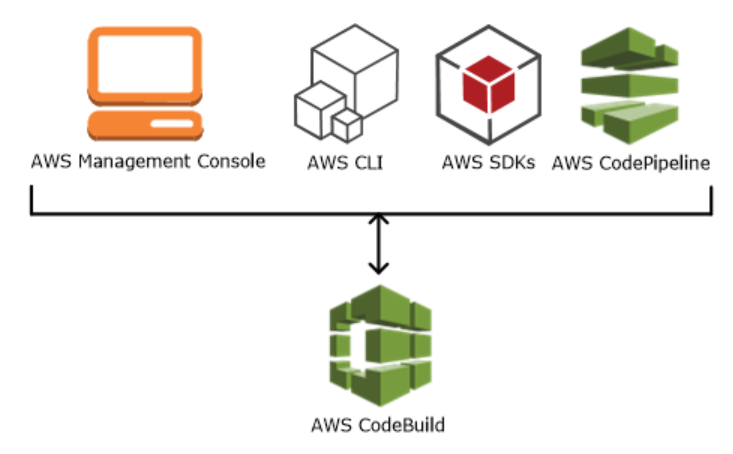 AWS Management Console
AWS CLI
AWS SDKs
AWS CodePipeline
AWS CodeBuild